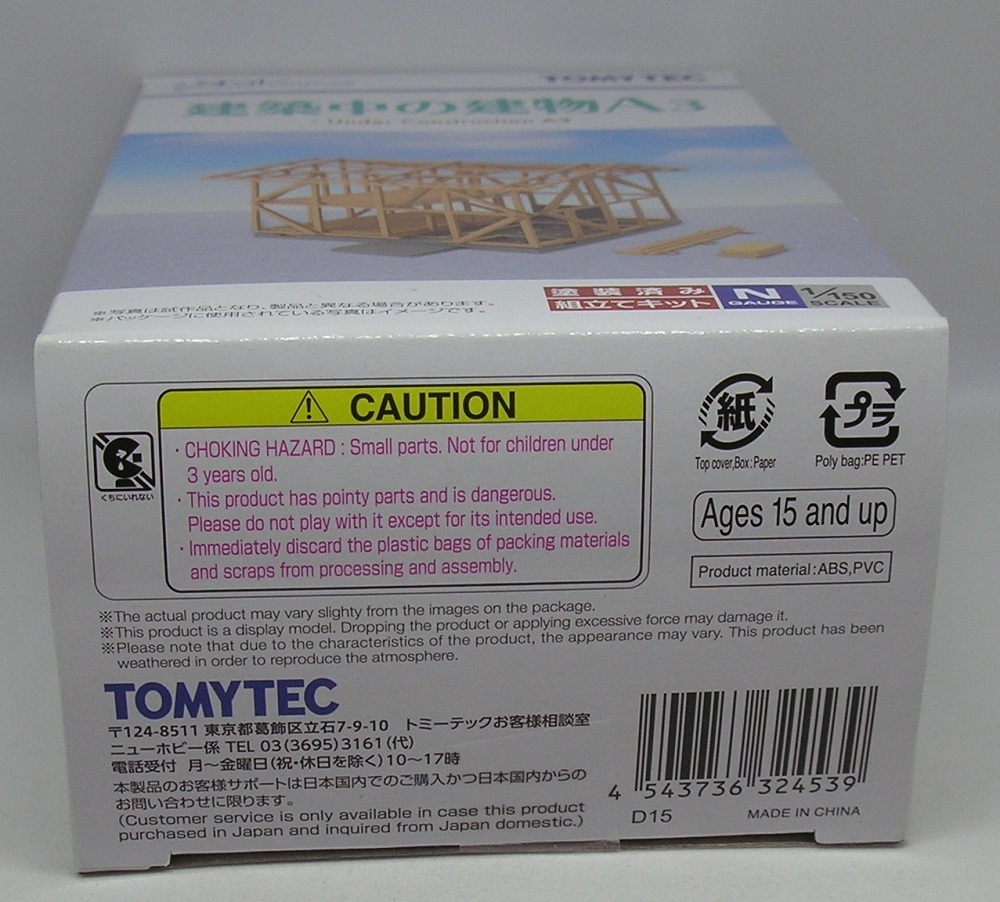 TOMYTEC
建築中の建物A3
Under Construction A3
※写真は試作品となり、製品と異なる場合があります。
※パッケージに使用されている写真はイメージです。
塗装済み
組立てキット
N
GAUGE
1/150
SCALE
CAUTION
・CHOKING HAZARD : Small parts. Not for children under
3 years old.
・This product has pointy parts and is dangerous.
Please do not play with it except for its intended use.
・Immediately discard the plastic bags of packing materials
and scraps from processing and assembly.
くちにいれない
紙
Top cover,Box : Paper
プラ
Poly bag:PE PET
Ages 15 and up
Product material : ABS,PVC
※The actual product may vary slighty from the images on the package.
※This product is a display model. Dropping the product or applying excessive force may damage it.
※Please note that due to the characteristics of the product, the appearance may vary. This product has been
weathered in order to reproduce the atmosphere.
TOMYTEC
〒124-8511 東京都葛飾区立石7-9-10 トミーテックお客様相談室
ニューホビー係 TEL 03(3695)3161(代)
電話受付 月〜金曜日(祝・休日を除く)10〜17時
本製品のお客様サポートは日本国内でのご購入かつ日本国内からの
お問い合わせに限ります。
(Customer service is only available in case this product
purchased in Japan and inquired from Japan domestic.)
4 543736 324539
D15 MADE IN CHINA